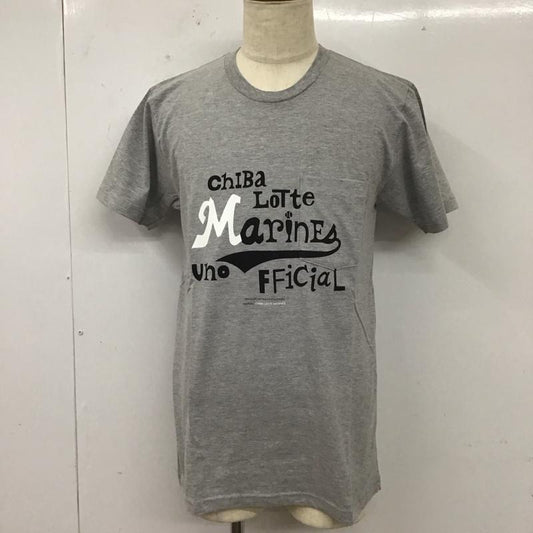 ChiBa
LoTte
MarinEs
uno FFiCiaL